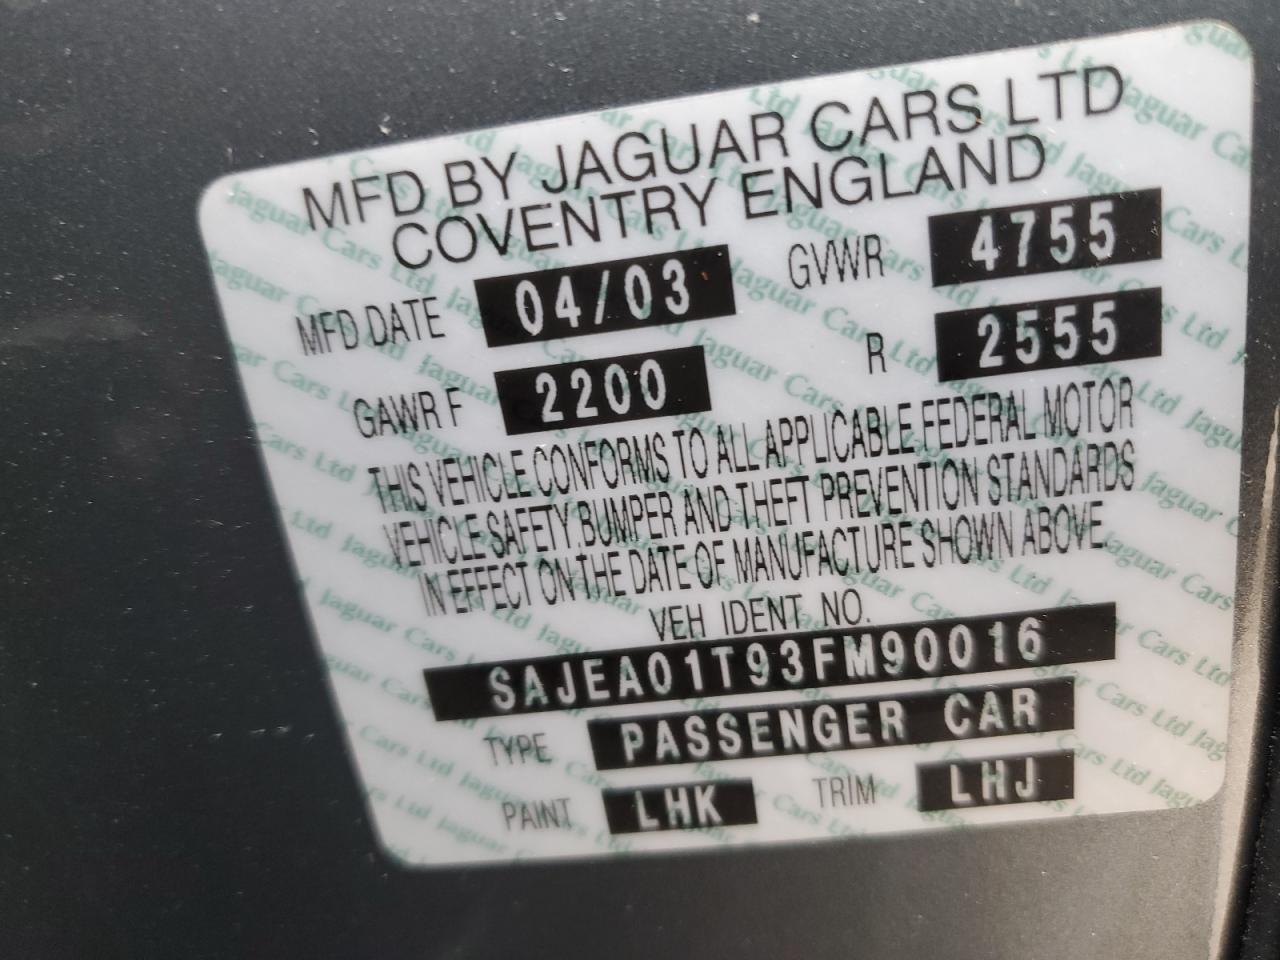 MFD BY JAGUAR CARS LTD
COVENTRY ENGLAND
MFD DATE 04/03 GVWR 4755
GAWR F 2200 R 2555
THIS VEHICLE CONFORMS TO ALL APPLICABLE FEDERAL MOTOR
VEHICLE SAFETY, BUMPER AND THEFT PREVENTION STANDARDS
IN EFFECT ON THE DATE OF MANUFACTURE SHOWN ABOVE.
VEH IDENT NO.
SAJEA01T93FM90016
TYPE PASSENGER CAR
PAINT LHK TRIM LHJ